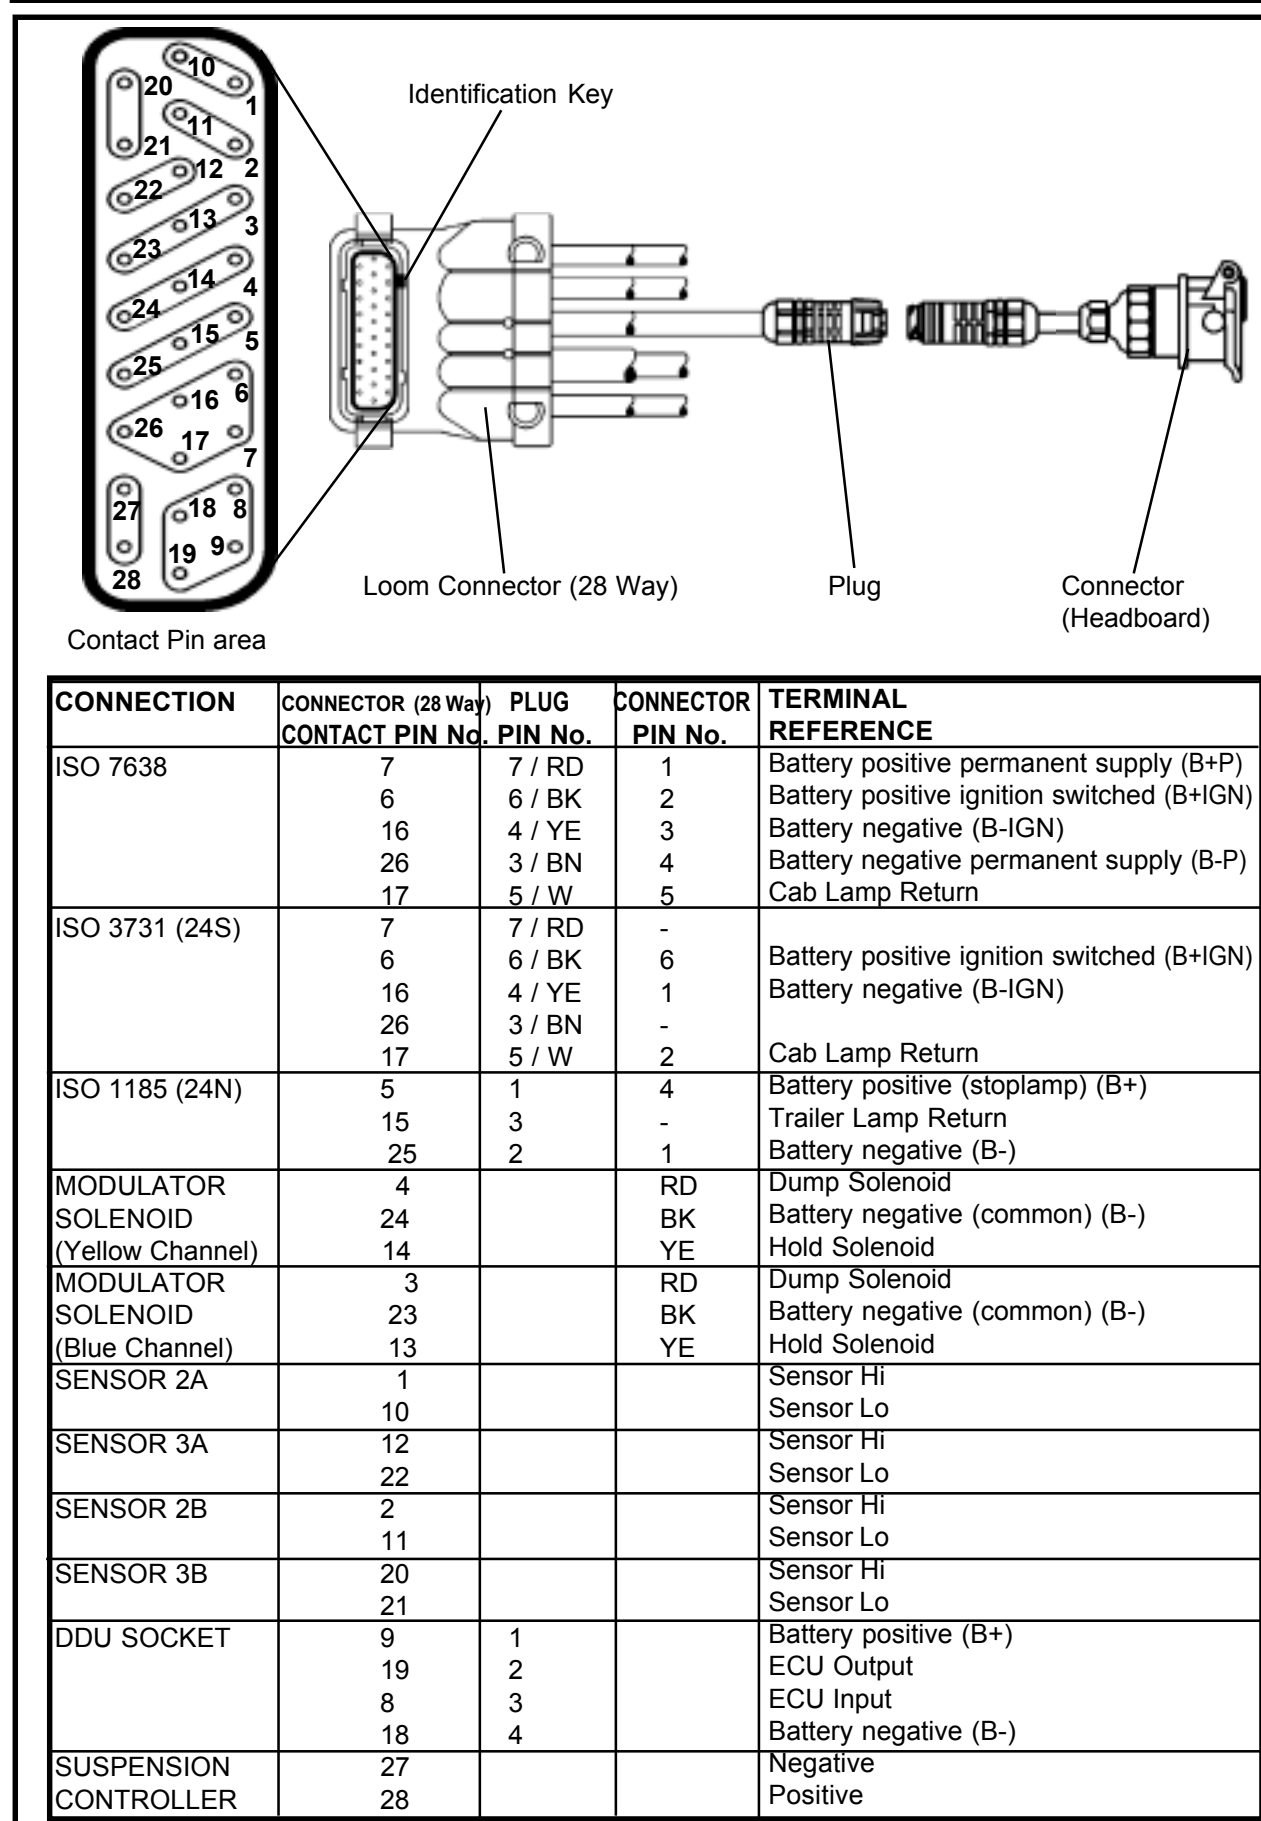 10
20
1
11
21
12 2
22
13
3
23
14
4
24
15
5
25
16 6
26
17
7
27
18 8
19 9
28
Contact Pin area
Identification Key
Loom Connector (28 Way)
Plug
Connector
(Headboard)
CONNECTION CONNECTOR (28 Way) PLUG CONNECTOR TERMINAL
CONTACT PIN No. PIN No. PIN No. REFERENCE
ISO 7638 7 7 / RD 1 Battery positive permanent supply (B+P)
6 6 / BK 2 Battery positive ignition switched (B+IGN)
16 4 / YE 3 Battery negative (B-IGN)
26 3 / BN 4 Battery negative permanent supply (B-P)
17 5 / W 5 Cab Lamp Return
ISO 3731 (24S) 7 7 / RD -
6 6 / BK 6 Battery positive ignition switched (B+IGN)
16 4 / YE 1 Battery negative (B-IGN)
26 3 / BN -
17 5 / W 2 Cab Lamp Return
ISO 1185 (24N) 5 1 4 Battery positive (stoplamp) (B+)
15 3 - Trailer Lamp Return
25 2 1 Battery negative (B-)
MODULATOR 4 RD Dump Solenoid
SOLENOID 24 BK Battery negative (common) (B-)
(Yellow Channel) 14 YE Hold Solenoid
MODULATOR 3 RD Dump Solenoid
SOLENOID 23 BK Battery negative (common) (B-)
(Blue Channel) 13 YE Hold Solenoid
SENSOR 2A 1 Sensor Hi
10 Sensor Lo
SENSOR 3A 12 Sensor Hi
22 Sensor Lo
SENSOR 2B 2 Sensor Hi
11 Sensor Lo
SENSOR 3B 20 Sensor Hi
21 Sensor Lo
DDU SOCKET 9 1 Battery positive (B+)
19 2 ECU Output
8 3 ECU Input
18 4 Battery negative (B-)
SUSPENSION 27 Negative
CONTROLLER 28 Positive